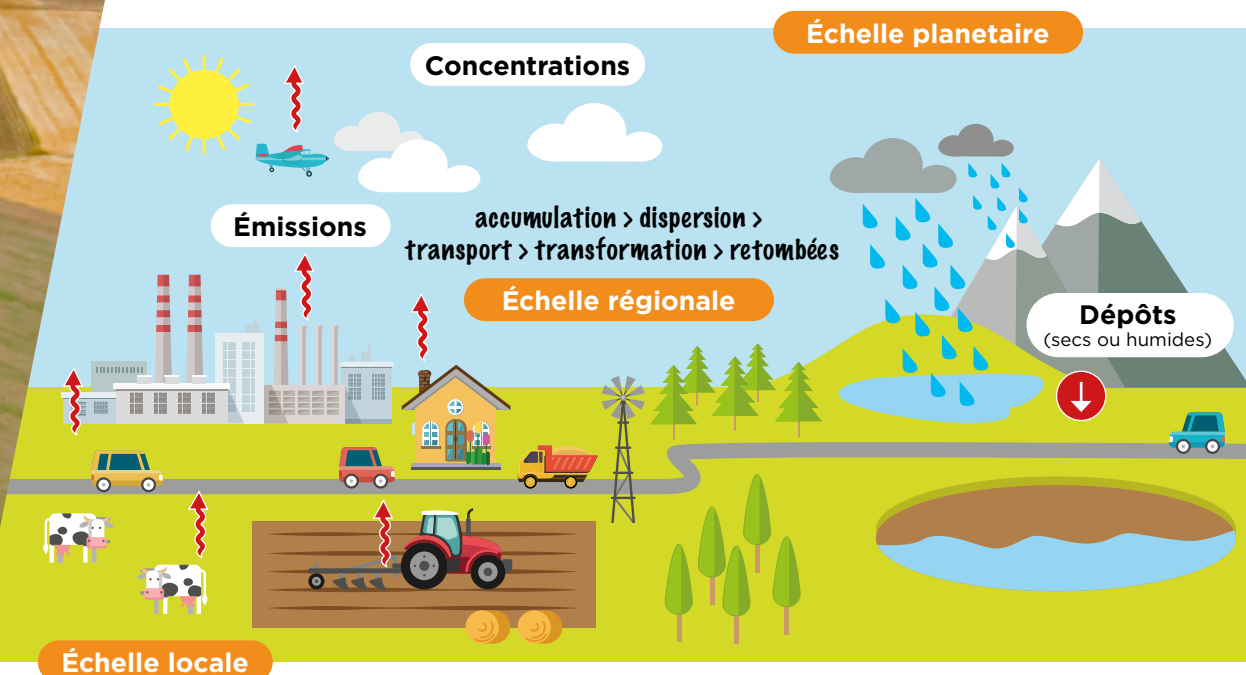 Échelle planetaire
Concentrations
Émissions
accumulation > dispersion >
transport > transformation > retombées
Échelle régionale
Dépôts
(secs ou humides)
Échelle locale